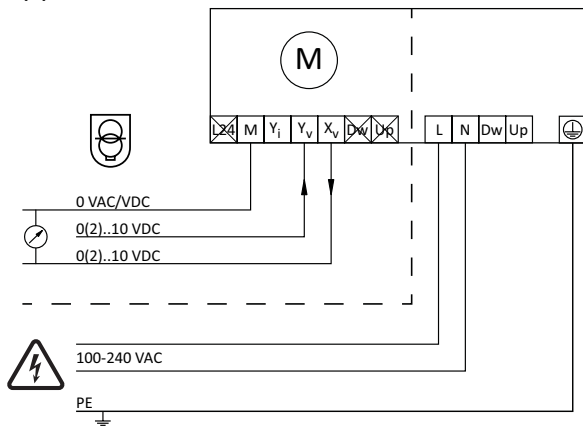 M
L24 M Yi Yv Xv Dw Up L N Dw Up
0 VAC/VDC
0(2)..10 VDC
0(2)..10 VDC
100-240 VAC
PE